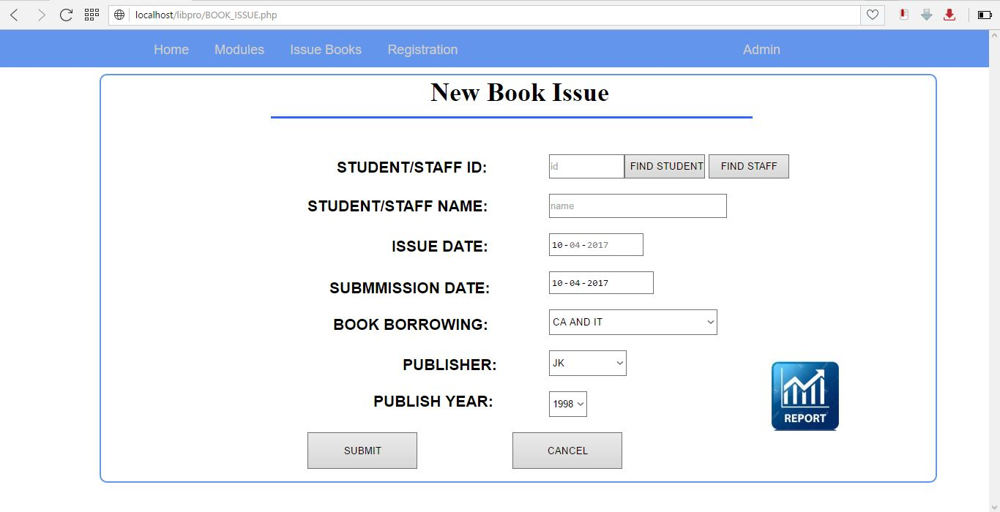 localhost/libpro/BOOK_ISSUE.php
Home Modules Issue Books Registration Admin
New Book Issue
STUDENT/STAFF ID: id FIND STUDENT FIND STAFF
STUDENT/STAFF NAME: name
ISSUE DATE: 10-04-2017
SUBMMISSION DATE: 10-04-2017
BOOK BORROWING: CA AND IT
PUBLISHER: JK
PUBLISH YEAR: 1998
REPORT
SUBMIT CANCEL